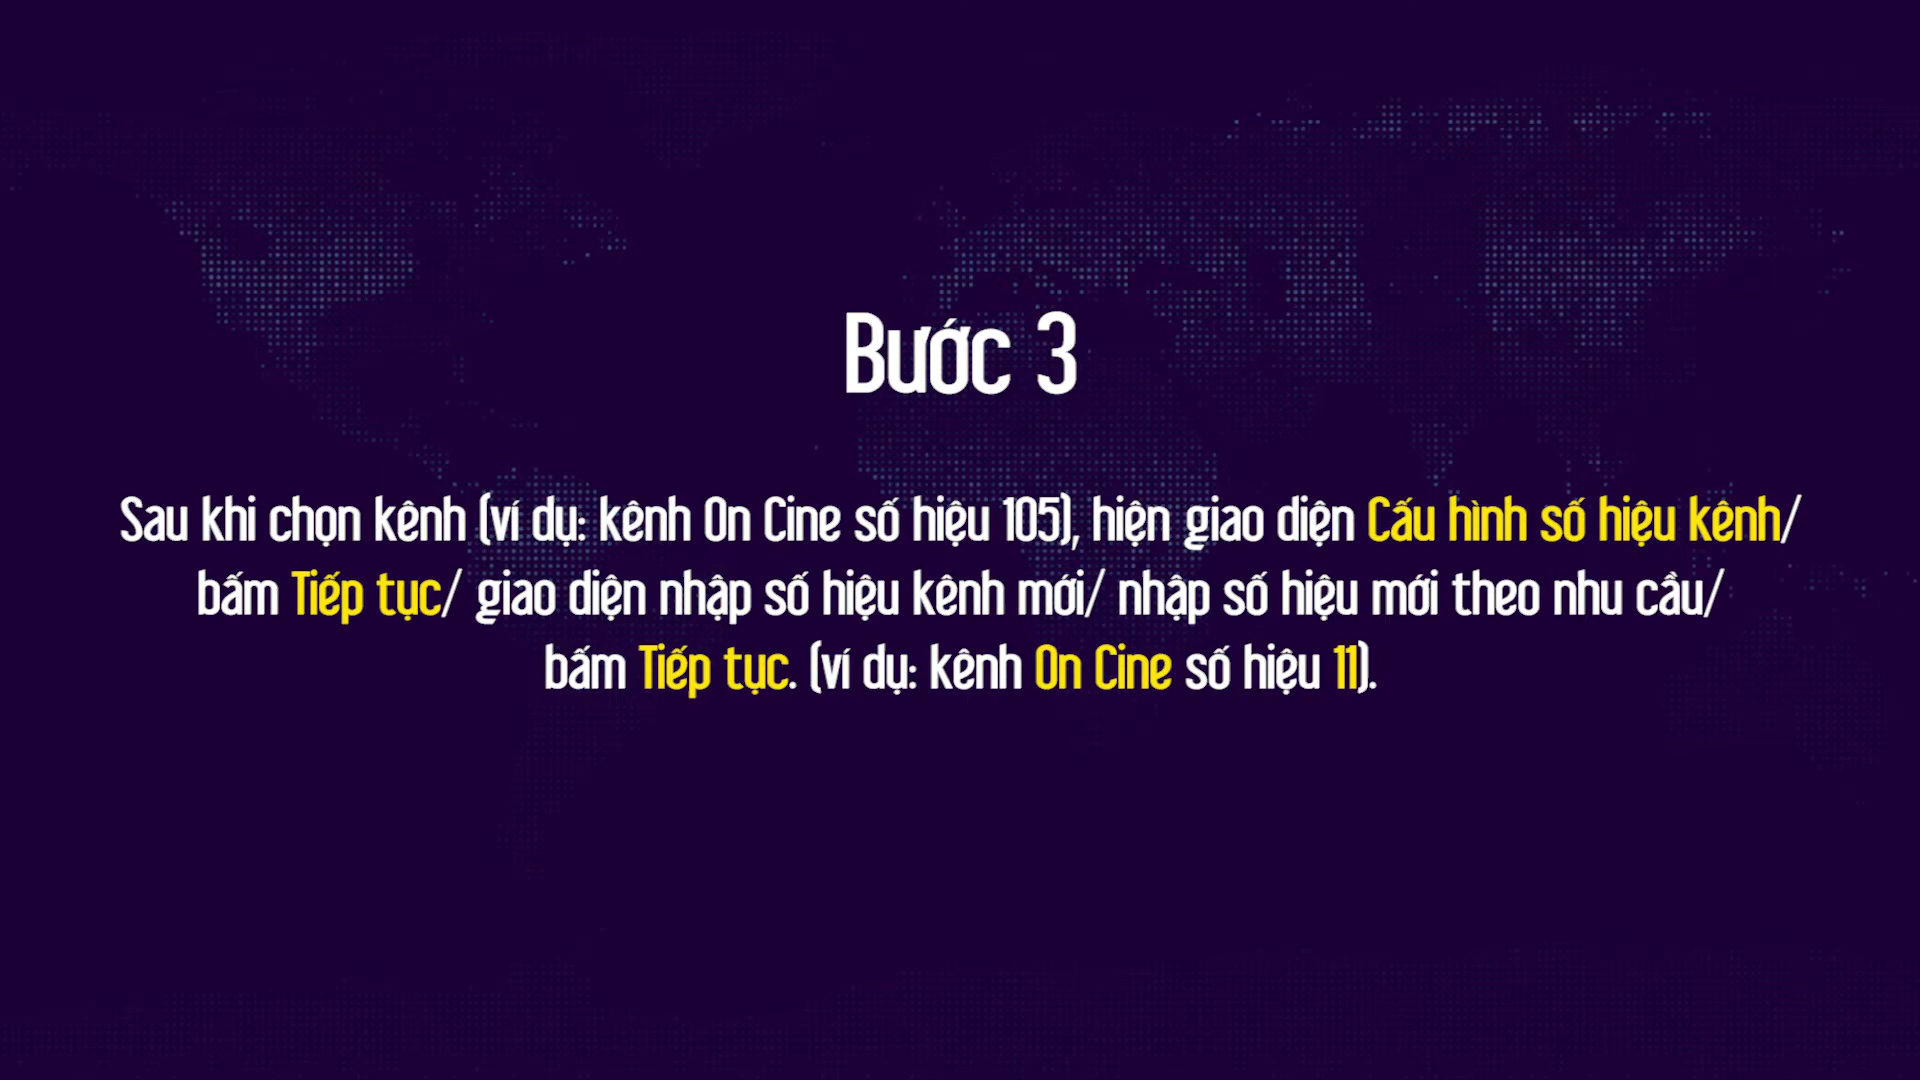 Bước 3
Sau khi chọn kênh (ví dụ: kênh On Cine số hiệu 105), hiện giao diện Cấu hình số hiệu kênh/
bấm Tiếp tục/ giao diện nhập số hiệu kênh mới/ nhập số hiệu mới theo nhu cầu/
bấm Tiếp tục. (ví dụ: kênh On Cine số hiệu 11).